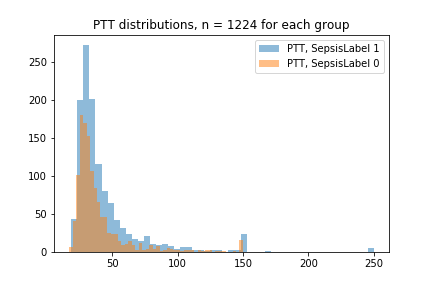 PTT distributions, n = 1224 for each group
PTT, SepsisLabel 1
PTT, SepsisLabel 0
250
200
150
100
50
0
50 100 150 200 250